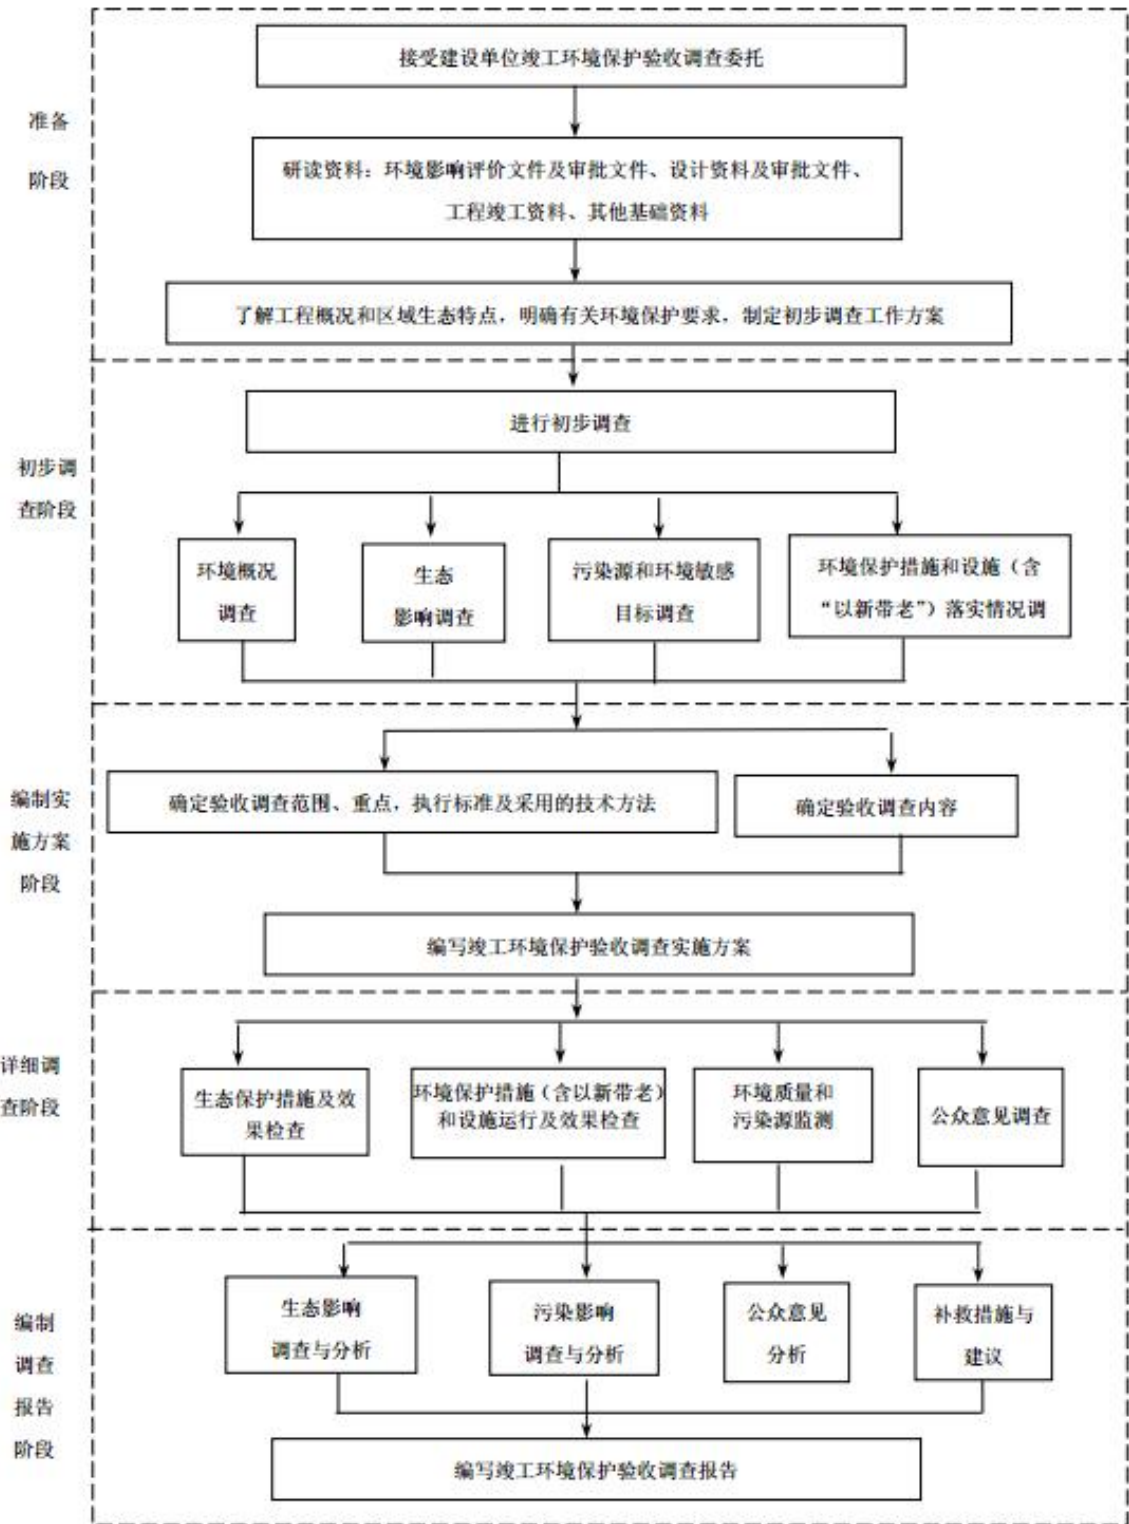 接受建设单位竣工环境保护验收调查委托
准备
阶段
研读资料：环境影响评价文件及审批文件、设计资料及审批文件、
工程竣工资料、其他基础资料
了解工程概况和区域生态特点，明确有关环境保护要求，制定初步调查工作方案
进行初步调查
初步调
查阶段
环境概况
调查
生态
影响调查
污染源和环境敏感
目标调查
环境保护措施和设施（含
“以新带老”）落实情况调
编制实
施方案
阶段
确定验收调查范围、重点，执行标准及采用的技术方法
确定验收调查内容
编写竣工环境保护验收调查实施方案
详细调
查阶段
生态保护措施及效
果检查
环境保护措施（含以新带老）
和设施运行及效果检查
环境质量和
污染源监测
公众意见调查
编制
调查
报告
阶段
生态影响
调查与分析
污染影响
调查与分析
公众意见
分析
补救措施与
建议
编写竣工环境保护验收调查报告